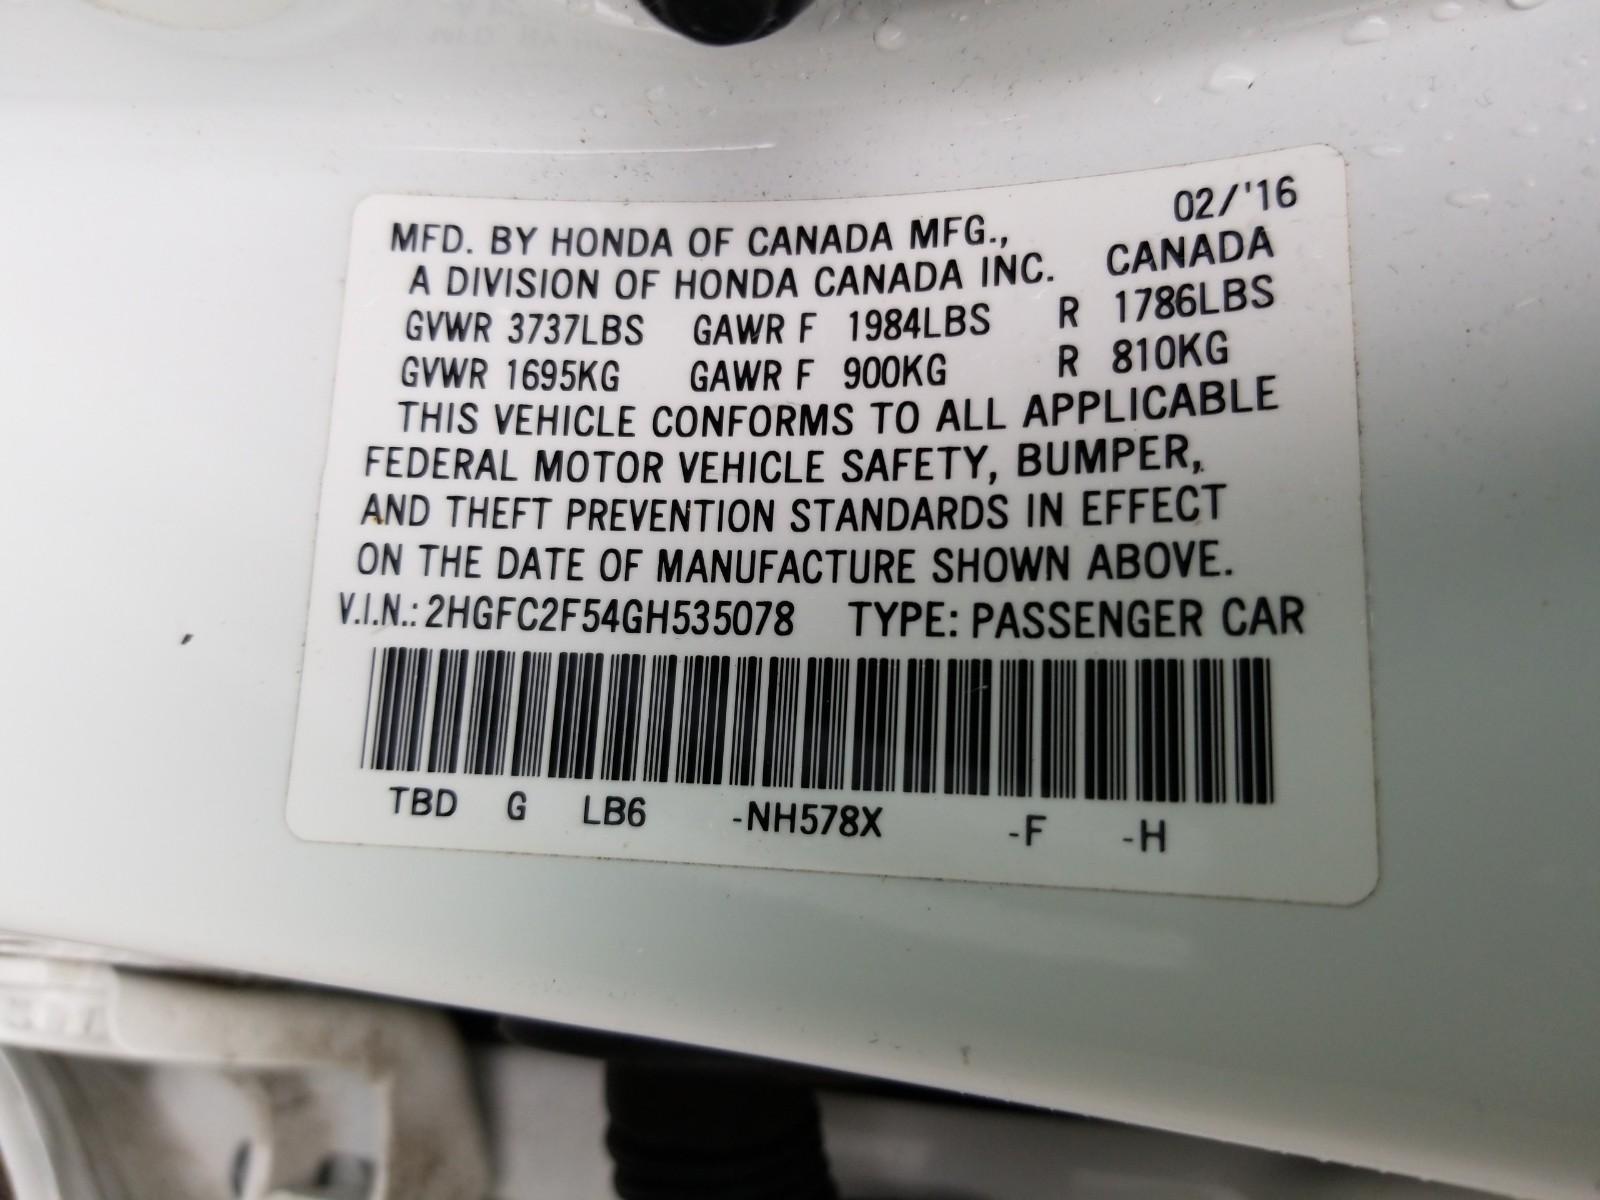 02/'16
MFD. BY HONDA OF CANADA MFG.,
A DIVISION OF HONDA CANADA INC. CANADA
GVWR 3737LBS GAWR F 1984LBS R 1786LBS
GVWR 1695KG GAWR F 900KG R 810KG
THIS VEHICLE CONFORMS TO ALL APPLICABLE
FEDERAL MOTOR VEHICLE SAFETY, BUMPER,
AND THEFT PREVENTION STANDARDS IN EFFECT
ON THE DATE OF MANUFACTURE SHOWN ABOVE.
V.I.N.: 2HGFC2F54GH535078 TYPE: PASSENGER CAR
TBD G LB6 -NH578X -F -H